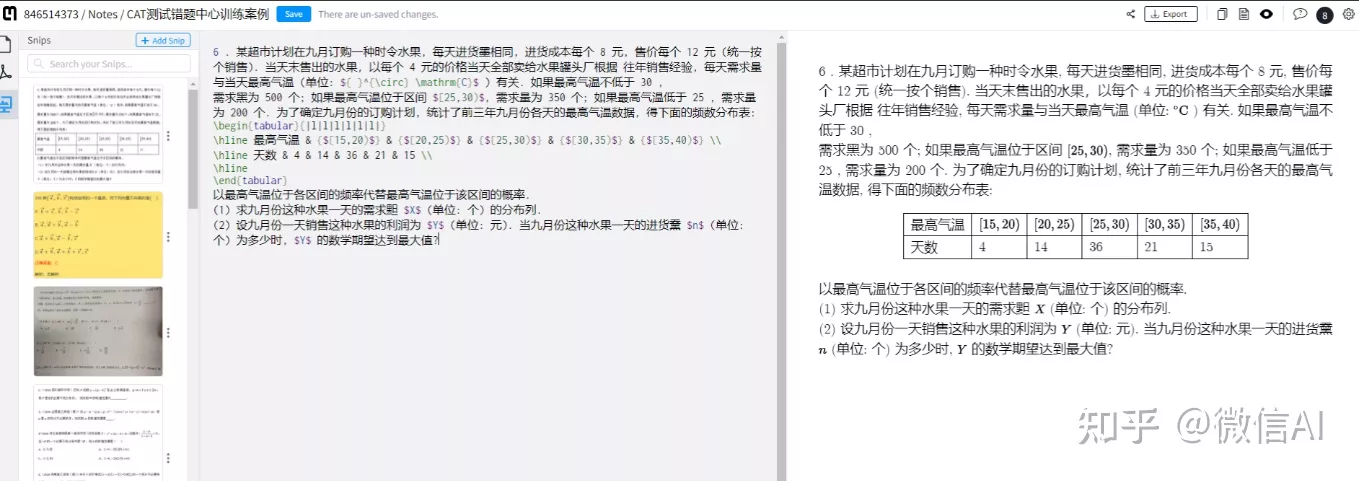 846514373 / Notes / CAT测试错题中心训练案例
Save
There are un-saved changes.
Export
8
Snips
+ Add Snip
Search your Snips...
6 . 某超市计划在九月订购一种时令水果, 每天进货墨相同, 进货成本每个 8 元, 售价每个 12 元 (统一按
个销售). 当天末售出的水果, 以每个 4 元的价格当天全部卖给水果罐头厂根据 往年销售经验, 每天需求量
与当天最高气温 (单位: ${ }^{\circ} \mathrm{C}$ ) 有关. 如果最高气温不低于 30 ,
需求黑为 500 个; 如果最高气温位于区间 $[25,30)$, 需求量为 350 个; 如果最高气温低于 25 , 需求量
为 200 个. 为了确定九月份的订购计划, 统计了前三年九月份各天的最高气温数据, 得下面的频数分布表:
\begin{tabular}{|l|l|l|l|l|l|}
\hline 最高气温 & {$[15,20)$} & {$[20,25)$} & {$[25,30)$} & {$[30,35)$} & {$[35,40)$} \\
\hline 天数 & 4 & 14 & 36 & 21 & 15 \\
\hline
\end{tabular}
以最高气温位于各区间的频率代替最高气温位于该区间的概率.
(1) 求九月份这种水果一天的需求郢 $X$ (单位: 个) 的分布列.
(2) 设九月份一天销售这种水果的利润为 $Y$ (单位: 元). 当九月份这种水果一天的进货薰 $n$ (单位:
个) 为多少时, $Y$ 的数学期望达到最大值?
6 . 某超市计划在九月订购一种时令水果, 每天进货墨相同, 进货成本每个 8 元, 售价每
个 12 元 (统一按个销售). 当天末售出的水果, 以每个 4 元的价格当天全部卖给水果罐
头厂根据 往年销售经验, 每天需求量与当天最高气温 (单位: °C ) 有关. 如果最高气温不
低于 30 ,
需求黑为 500 个; 如果最高气温位于区间 [25, 30), 需求量为 350 个; 如果最高气温低于
25 , 需求量为 200 个. 为了确定九月份的订购计划, 统计了前三年九月份各天的最高气
温数据, 得下面的频数分布表:
最高气温 [15, 20) [20, 25) [25, 30) [30, 35) [35, 40)
天数 4 14 36 21 15
以最高气温位于各区间的频率代替最高气温位于该区间的概率.
(1) 求九月份这种水果一天的需求郢 X (单位: 个) 的分布列.
(2) 设九月份一天销售这种水果的利润为 Y (单位: 元). 当九月份这种水果一天的进货薰
n (单位: 个) 为多少时, Y 的数学期望达到最大值?
知乎 @微信AI